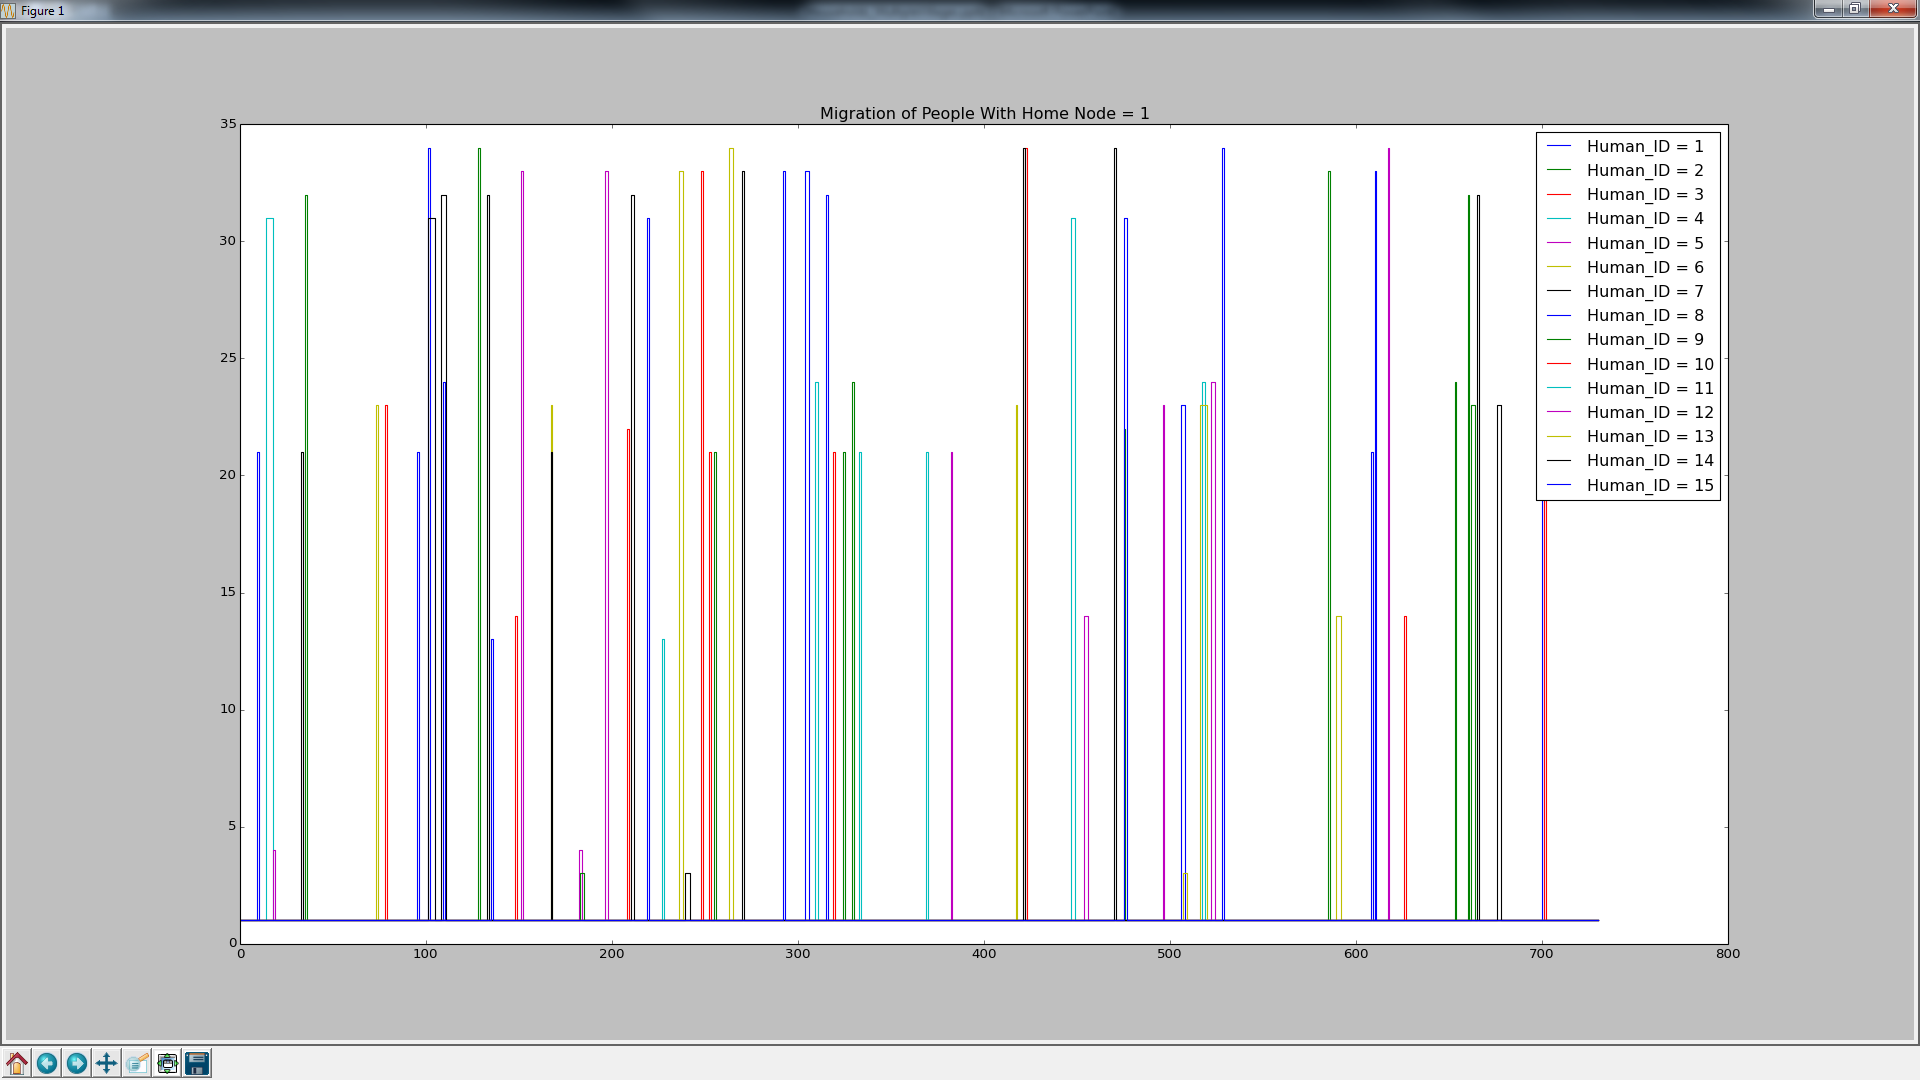 Figure 1
Migration of People With Home Node = 1
35
30
25
20
15
10
5
0
0 100 200 300 400 500 600 700 800
Human_ID = 1
Human_ID = 2
Human_ID = 3
Human_ID = 4
Human_ID = 5
Human_ID = 6
Human_ID = 7
Human_ID = 8
Human_ID = 9
Human_ID = 10
Human_ID = 11
Human_ID = 12
Human_ID = 13
Human_ID = 14
Human_ID = 15